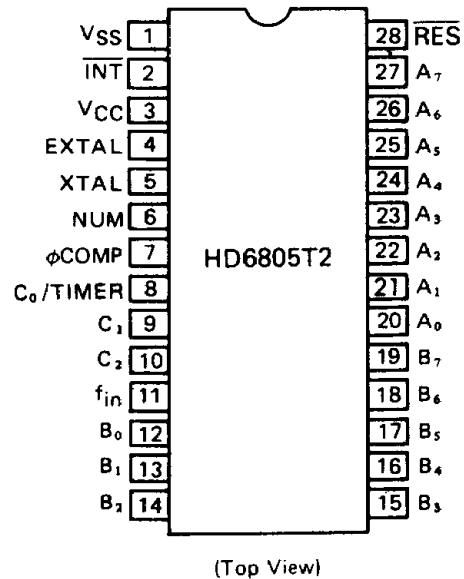 VSS 1 28 RES
INT 2 27 A7
VCC 3 26 A6
EXTAL 4 25 A5
XTAL 5 24 A4
NUM 6 23 A3
φCOMP 7 22 A2
HD6805T2
C0/TIMER 8 21 A1
C1 9 20 A0
C2 10 19 B7
fin 11 18 B6
B0 12 17 B5
B1 13 16 B4
B2 14 15 B3
(Top View)